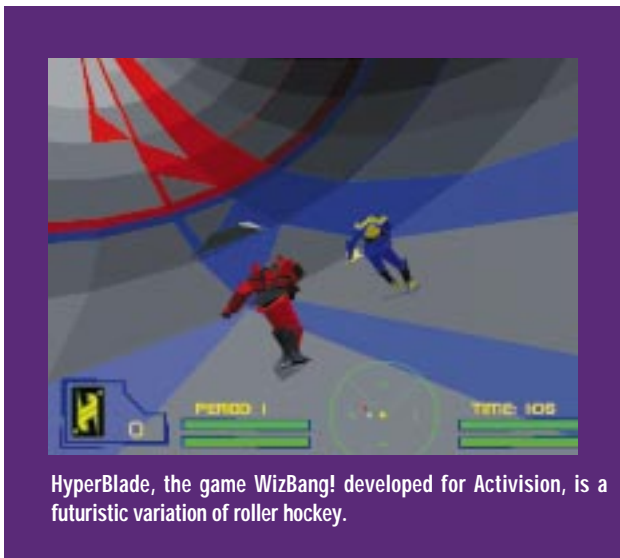 0
PERIOD 1
TIME: 106
HyperBlade, the game WizBang! developed for Activision, is a
futuristic variation of roller hockey.